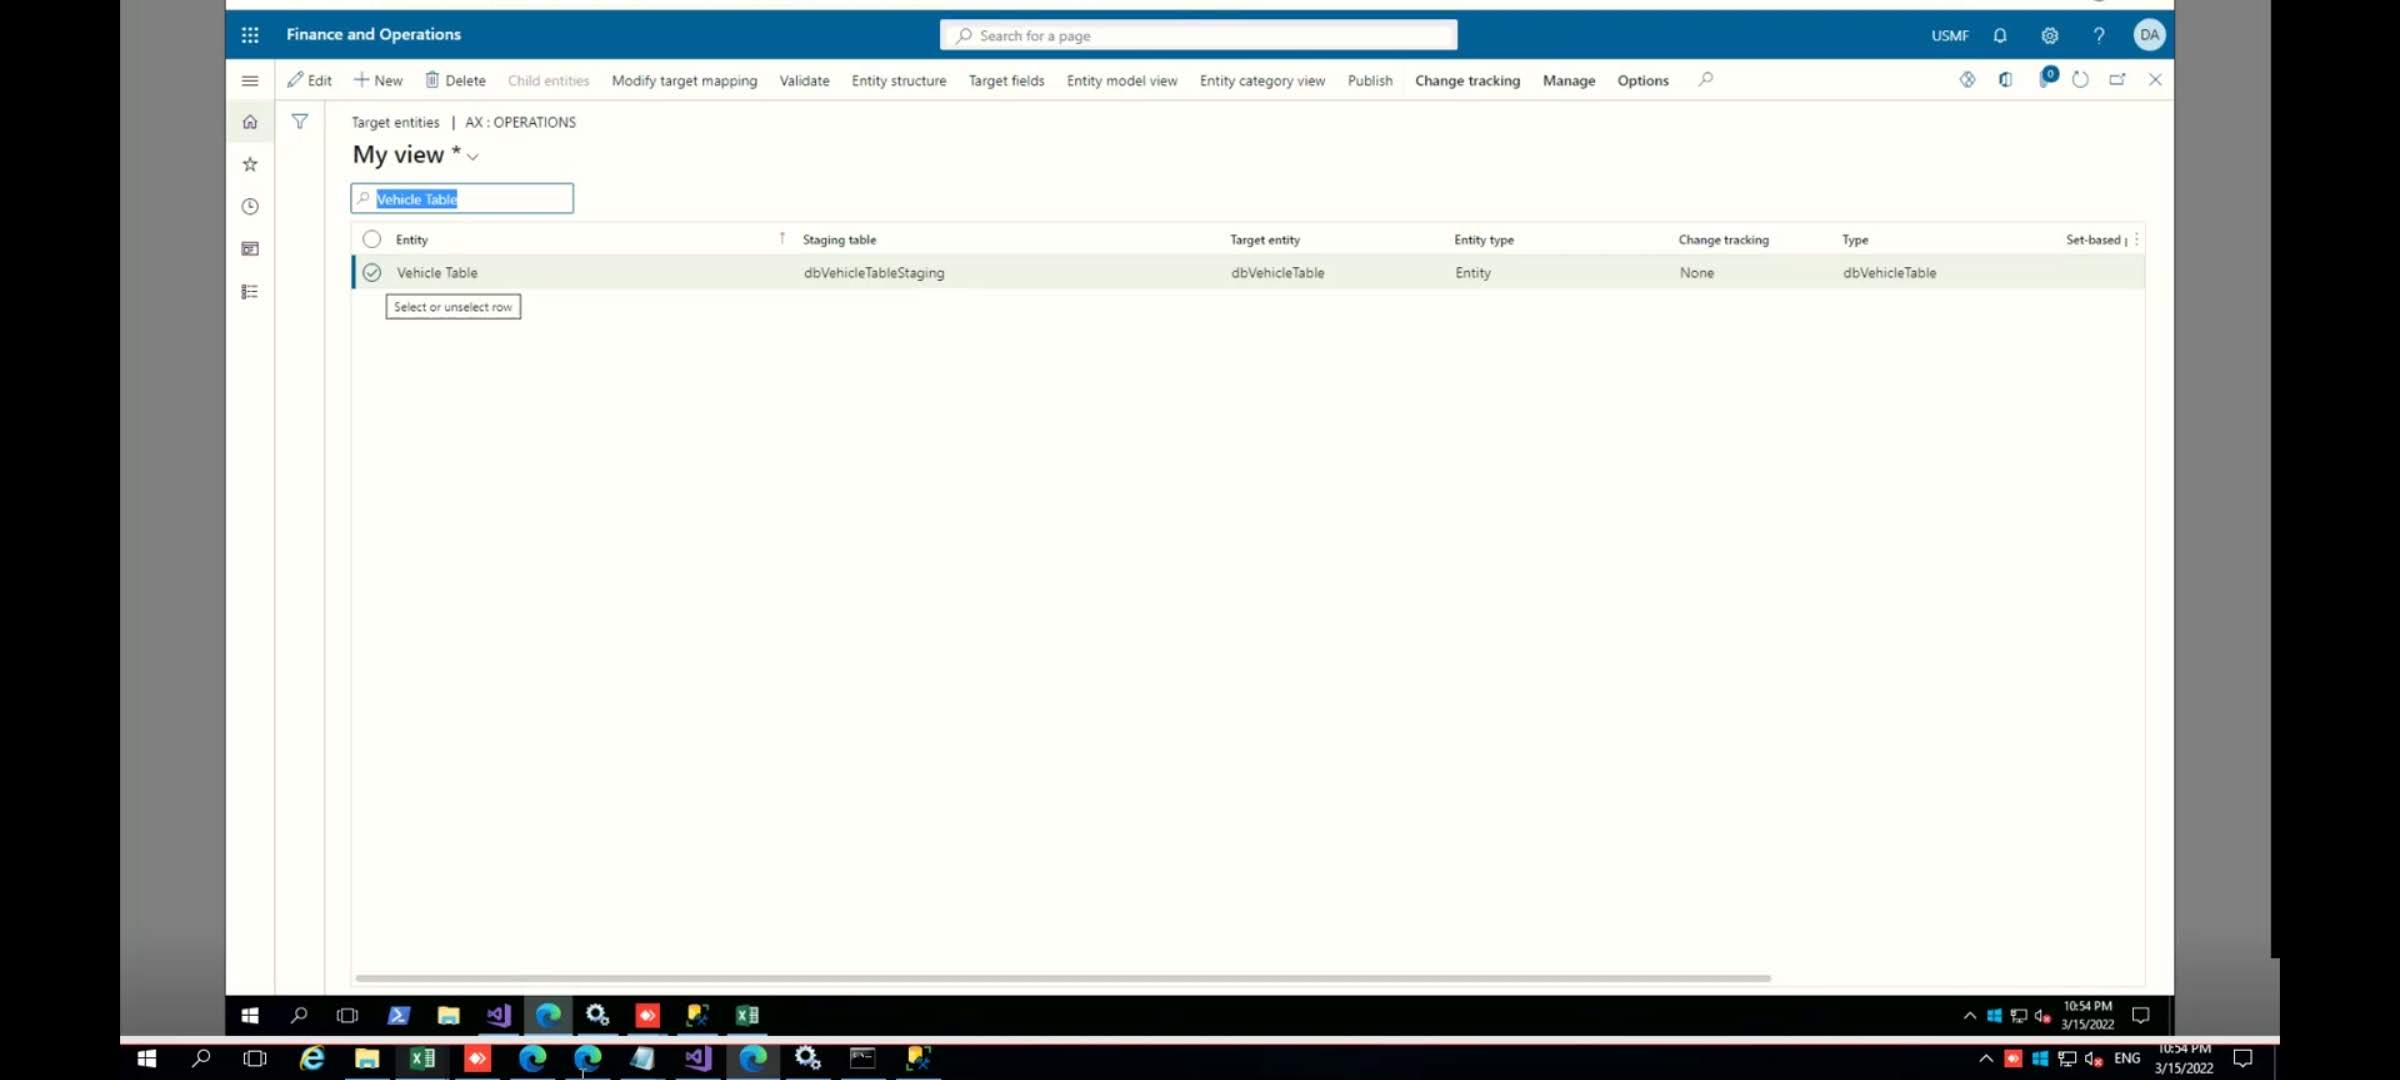 Finance and Operations
Search for a page
USMF
DA
Edit
New
Delete
Child entities
Modify target mapping
Validate
Entity structure
Target fields
Entity model view
Entity category view
Publish
Change tracking
Manage
Options
0
Target entities | AX : OPERATIONS
My view *
Vehicle Table
Entity
Staging table
Target entity
Entity type
Change tracking
Type
Set-based
Vehicle Table
dbVehicleTableStaging
dbVehicleTable
Entity
None
dbVehicleTable
Select or unselect row
10:54 PM
3/15/2022
ENG
10:54 PM
3/15/2022